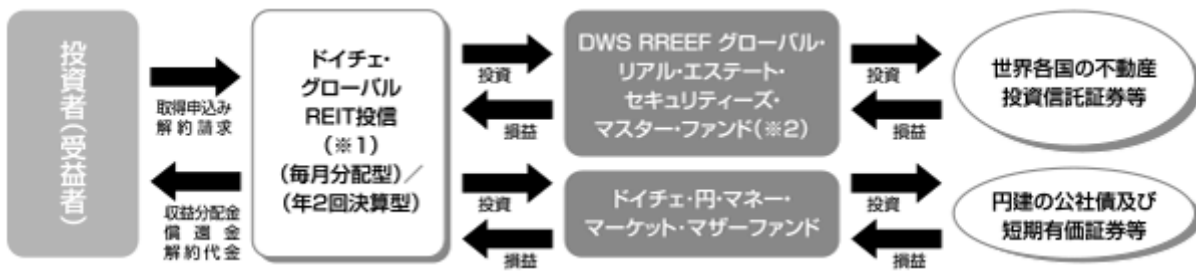 投資者(受益者)
取得申込み
解約請求
収益分配金
償還金
解約代金
ドイチェ・
グローバル
REIT投信
(※1)
(毎月分配型)/
(年2回決算型)
投資
損益
投資
損益
DWS RREEF グローバル・
リアル・エステート・
セキュリティーズ・
マスター・ファンド(※2)
ドイチェ・円・マネー・
マーケット・マザーファンド
投資
損益
投資
損益
世界各国の不動産
投資信託証券等
円建の公社債及び
短期有価証券等